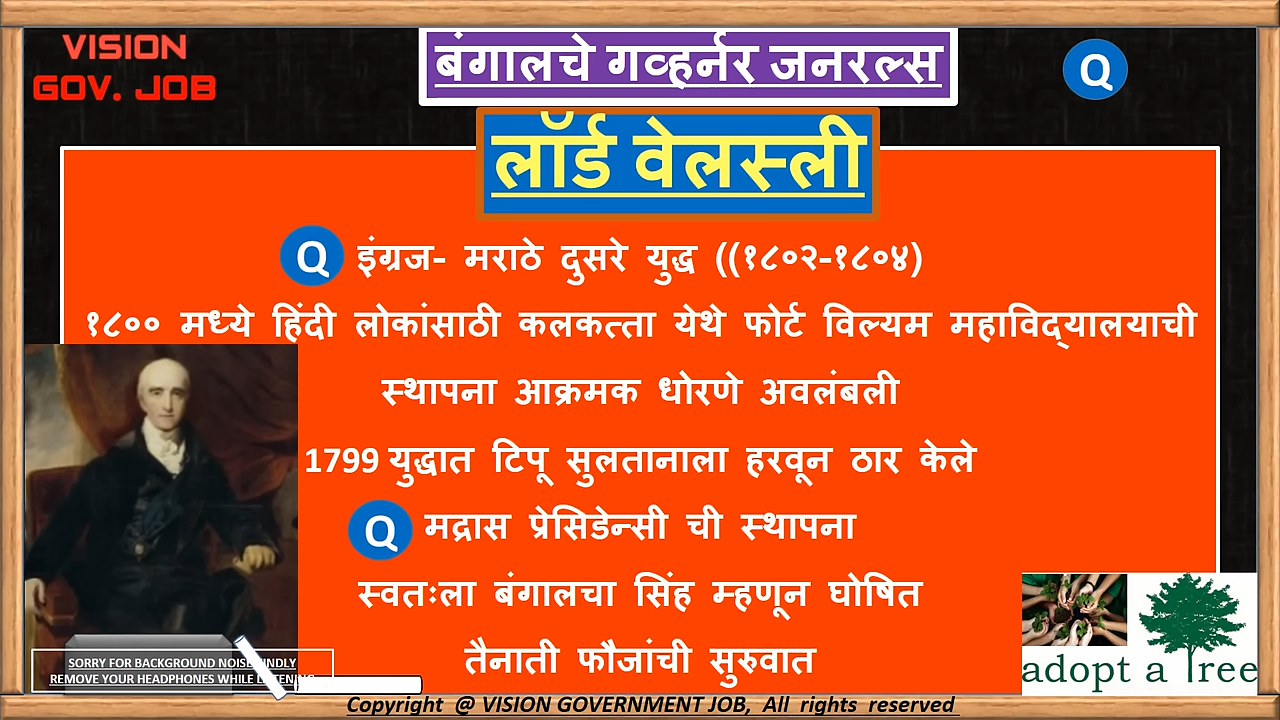 VISION
GOV. JOB
बंगालचे गव्हर्नर जनरल्स
Q
लॉर्ड वेलस्ली
Q इंग्रज- मराठे दुसरे युद्ध ((१८०२-१८०४)
१८०० मध्ये हिंदी लोकांसाठी कलकत्ता येथे फोर्ट विल्यम महाविद्यालयाची
स्थापना आक्रमक धोरणे अवलंबली
1799 युद्धात टिपू सुलतानाला हरवून ठार केले
Q मद्रास प्रेसिडेन्सी ची स्थापना
स्वतःला बंगालचा सिंह म्हणून घोषित
तैनाती फौजांची सुरुवात
SORRY FOR BACKGROUND NOISE
REMOVE YOUR HEADPHONES WHILE
adopt a Tree
Copyright @ VISION GOVERNMENT JOB, All rights reserved